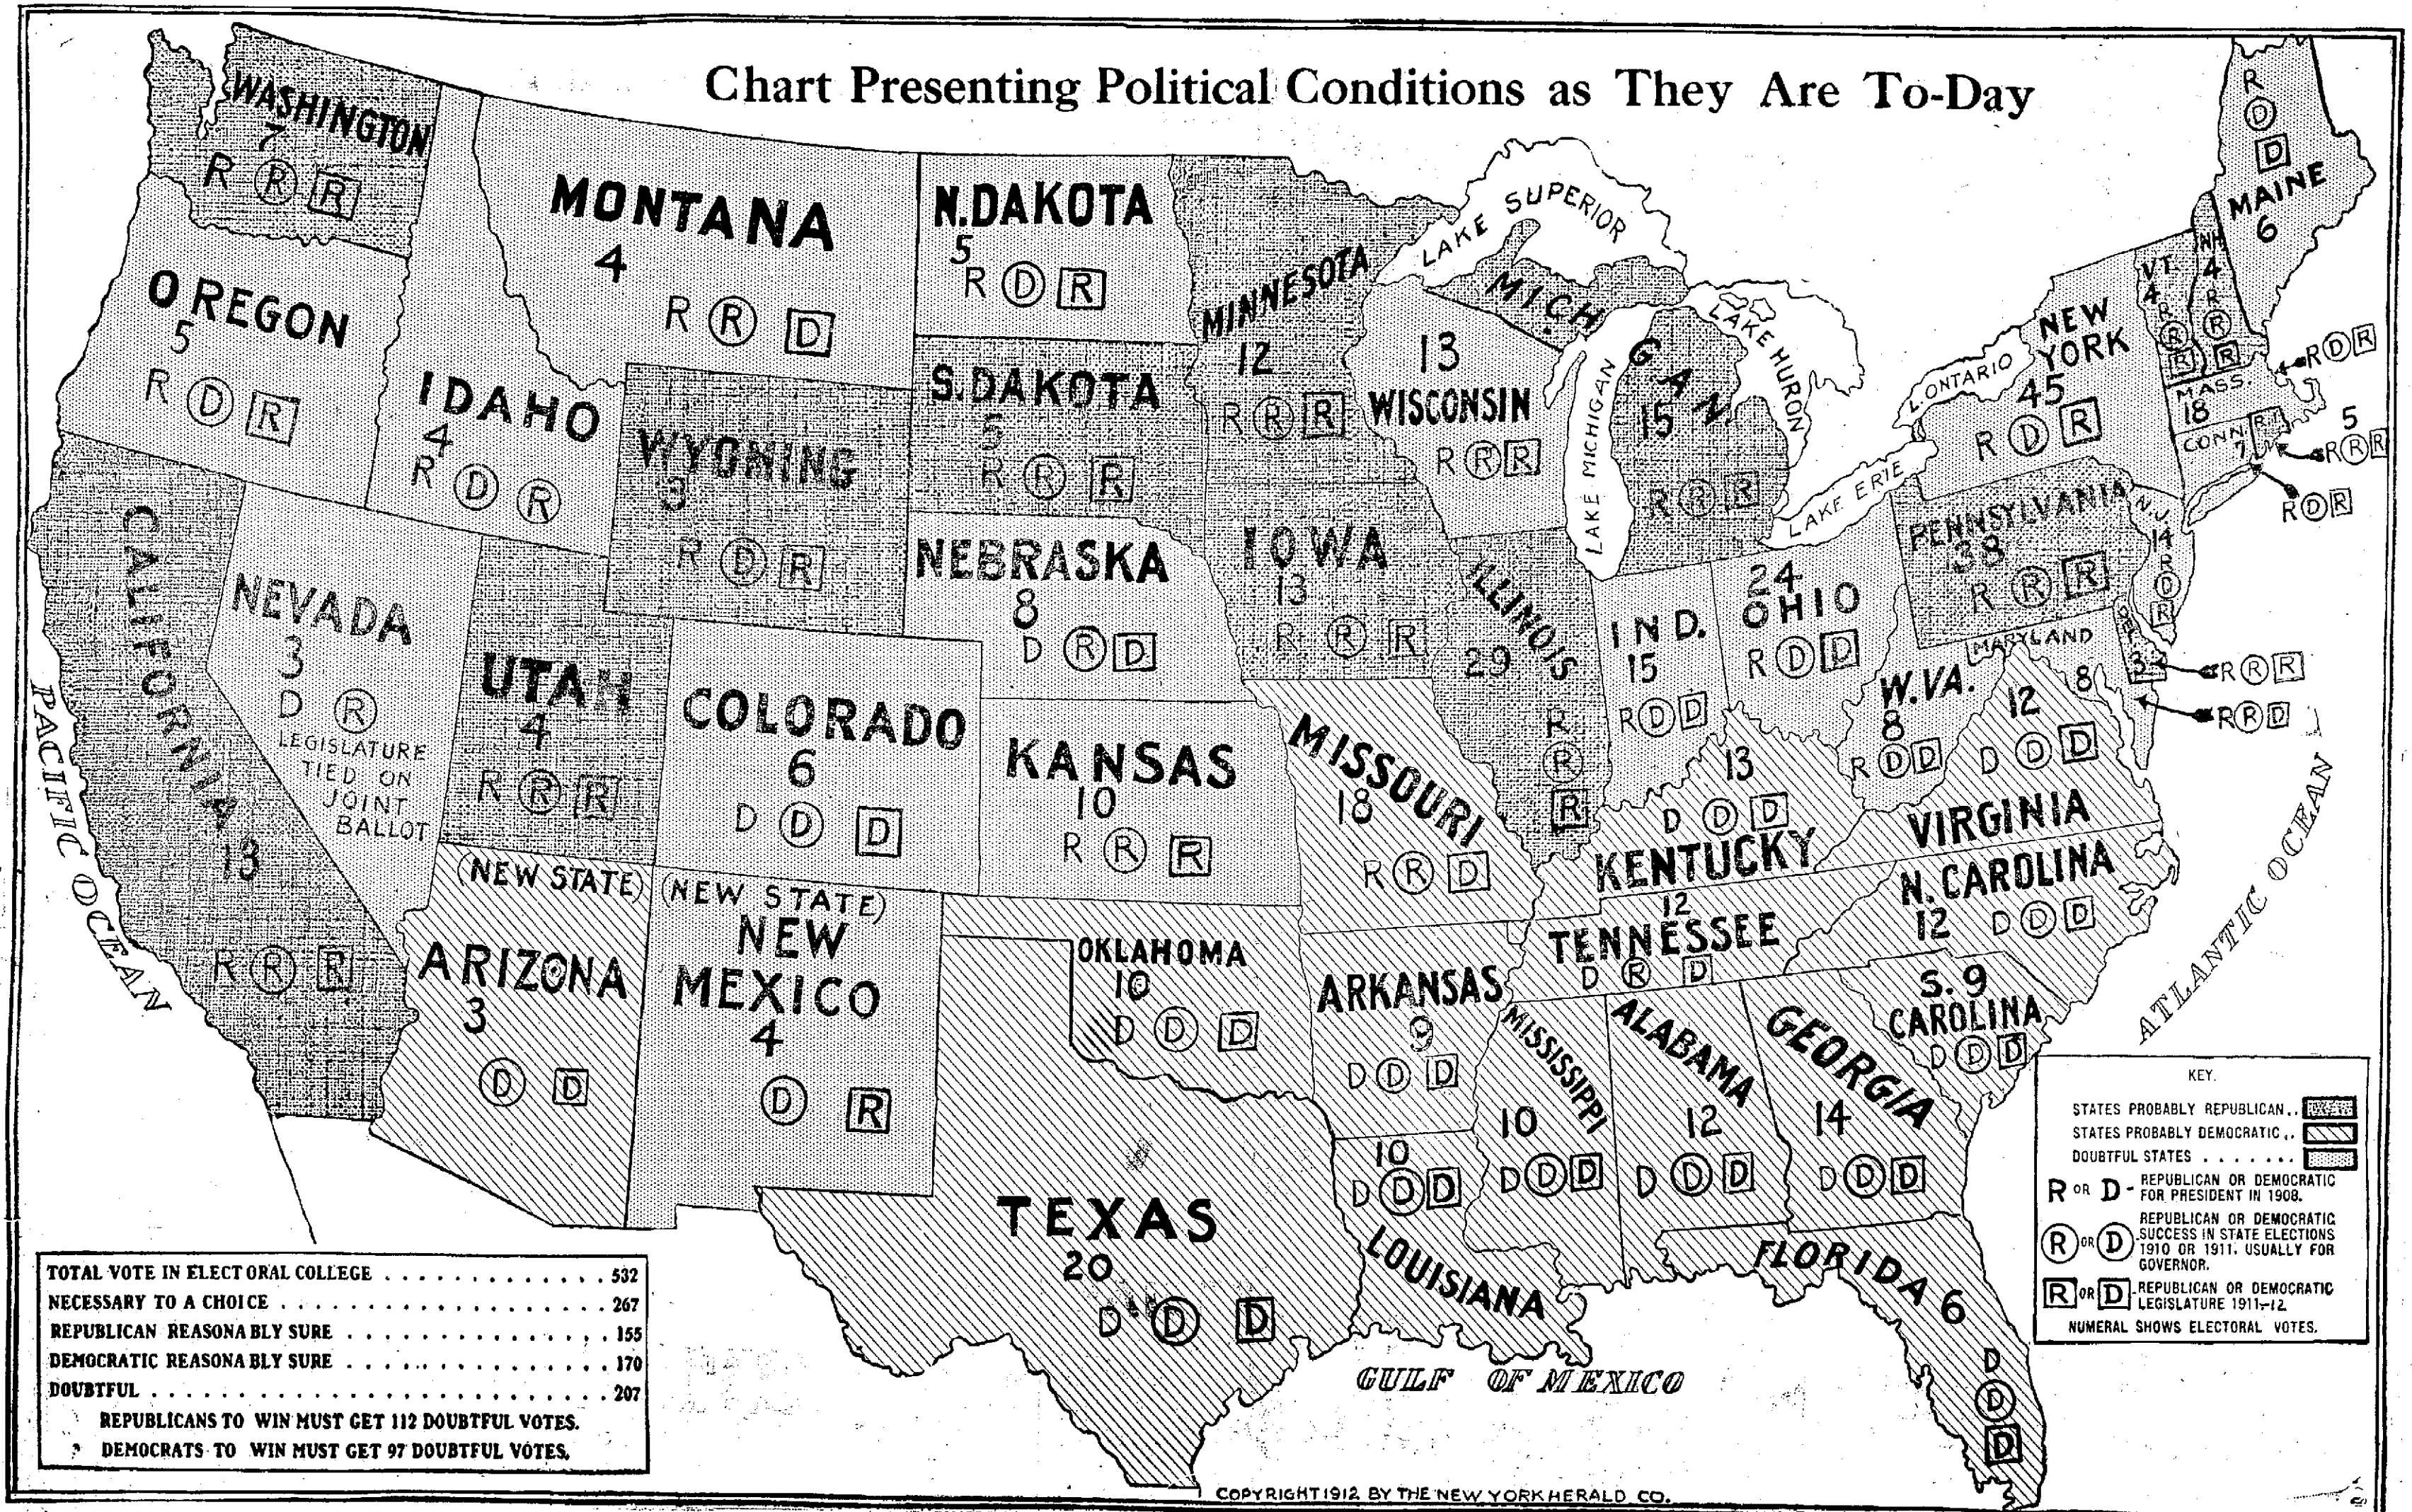 Chart Presenting Political Conditions as They Are To-Day
WASHINGTON
7
R R R
OREGON
5
R D R
CALIFORNIA
13
R R R
NEVADA
3
D R
LEGISLATURE
TIED ON
JOINT
BALLOT
IDAHO
4
R D R
MONTANA
4
R R D
WYOMING
3
R D R
UTAH
4
R R R
COLORADO
6
D D D
(NEW STATE)
ARIZONA
3
D D
(NEW STATE)
NEW
MEXICO
4
D R
N.DAKOTA
5
R D R
S.DAKOTA
5
R R R
NEBRASKA
8
D R D
KANSAS
10
R R R
OKLAHOMA
10
D D D
TEXAS
20
D D D
MINNESOTA
12
R R R
IOWA
13
R R R
MISSOURI
18
R R D
ARKANSAS
9
D D D
10
D D D
LOUISIANA
13
WISCONSIN
R R R
ILLINOIS
29
R
R
R
MICHIGAN
15
R R R
IND.
15
R D D
24
OHIO
R D D
13
D D D
KENTUCKY
12
TENNESSEE
D R D
MISSISSIPPI
10
D D D
ALABAMA
12
D D D
GEORGIA
14
D D D
FLORIDA 6
D
D
D
S. 9
CAROLINA
D D D
N. CAROLINA
12 D D D
12
D D D
VIRGINIA
W.VA.
8
R D D
MARYLAND
8
R R D
3
R R R
PENNSYLVANIA
38
R R R
N.J.
14
R
D
R
NEW
YORK
45
R D R
CONN
7
R D R
R.I.
5
R R R
MASS.
18
R D R
VT.
4
R
R
R
NH
4
R
R
R
R
D
D
MAINE
6
LAKE SUPERIOR
LAKE MICHIGAN
LAKE HURON
LAKE ERIE
L.ONTARIO
PACIFIC OCEAN
ATLANTIC OCEAN
GULF OF MEXICO
TOTAL VOTE IN ELECTORAL COLLEGE . . . . . . . . . . . . . 532
NECESSARY TO A CHOICE . . . . . . . . . . . . . . . . . . 267
REPUBLICAN REASONABLY SURE . . . . . . . . . . . . . . . 155
DEMOCRATIC REASONABLY SURE . . . . . . . . . . . . . . . 170
DOUBTFUL . . . . . . . . . . . . . . . . . . . . . . . . . . 207
REPUBLICANS TO WIN MUST GET 112 DOUBTFUL VOTES.
DEMOCRATS TO WIN MUST GET 97 DOUBTFUL VOTES.
KEY.
STATES PROBABLY REPUBLICAN..
STATES PROBABLY DEMOCRATIC..
DOUBTFUL STATES . . . . . . .
R OR D - REPUBLICAN OR DEMOCRATIC
FOR PRESIDENT IN 1908.
R OR D - REPUBLICAN OR DEMOCRATIC
SUCCESS IN STATE ELECTIONS
1910 OR 1911. USUALLY FOR
GOVERNOR.
R OR D - REPUBLICAN OR DEMOCRATIC
LEGISLATURE 1911-12
NUMERAL SHOWS ELECTORAL VOTES.
COPYRIGHT 1912 BY THE NEW YORK HERALD CO.